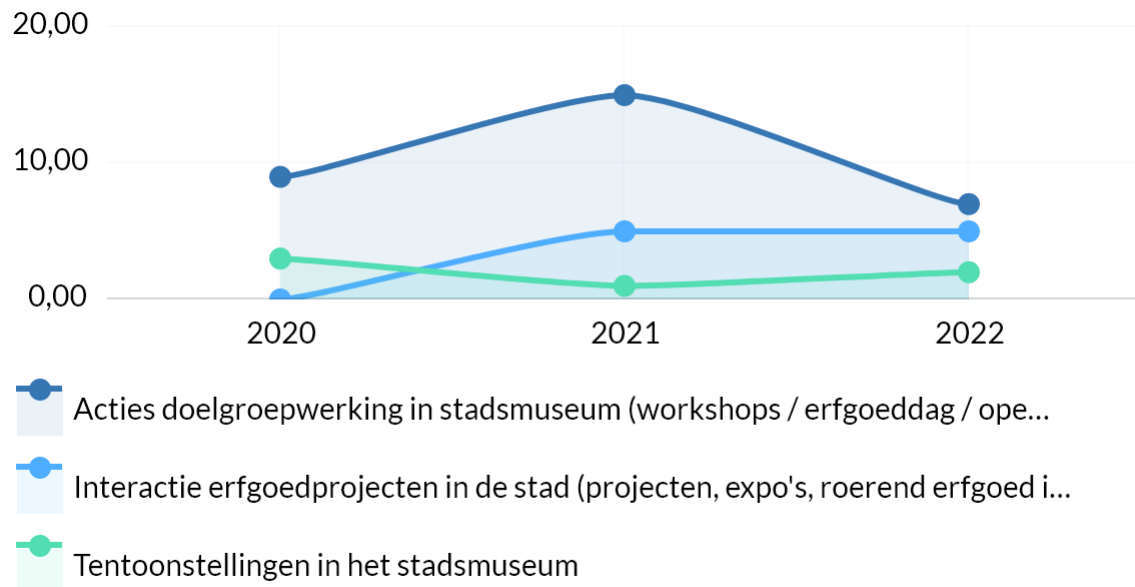 20,00
10,00
0,00
2020 2021 2022
Acties doelgroepwerking in stadsmuseum (workshops / erfgoeddag / ope...
Interactie erfgoedprojecten in de stad (projecten, expo's, roerend erfgoed i...
Tentoonstellingen in het stadsmuseum